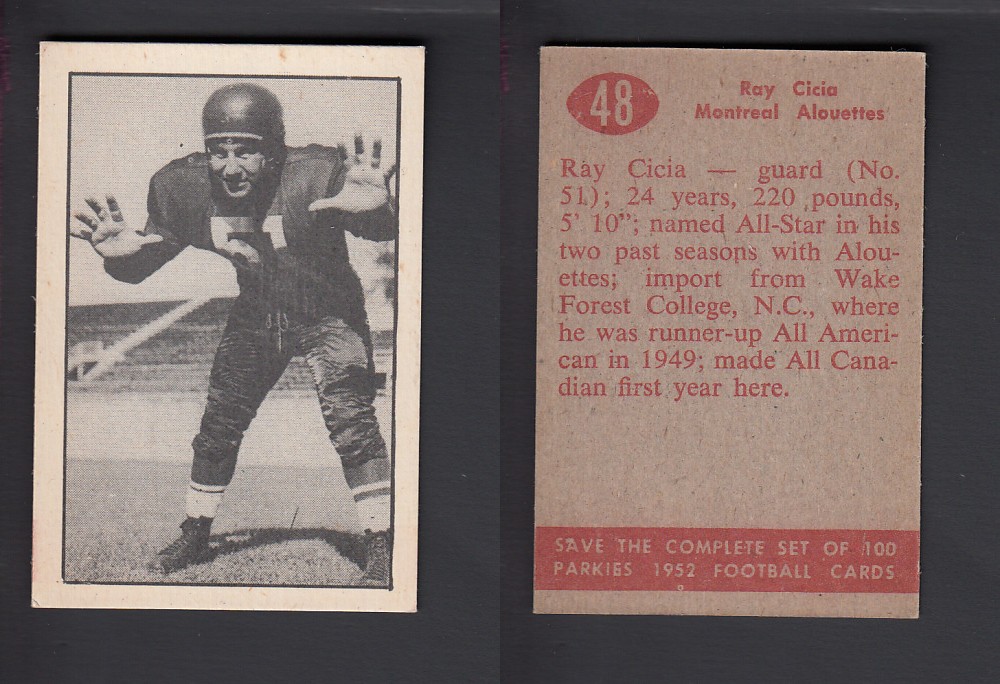 48
Ray Cicia
Montreal Alouettes
Ray Cicia — guard (No.
51); 24 years, 220 pounds,
5' 10"; named All-Star in his
two past seasons with Alou-
ettes; import from Wake
Forest College, N.C., where
he was runner-up All Ameri-
can in 1949; made All Cana-
dian first year here.
SAVE THE COMPLETE SET OF 100
PARKIES 1952 FOOTBALL CARDS